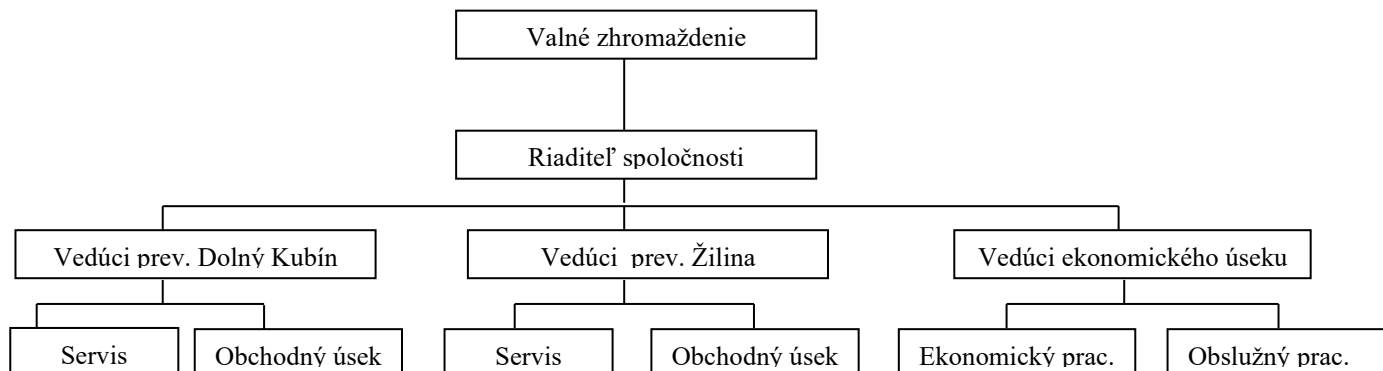 Valné zhromaždenie
Riaditeľ spoločnosti
Vedúci prev. Dolný Kubín
Vedúci  prev. Žilina
Vedúci ekonomického úseku
Servis
Obchodný úsek
Servis
Obchodný úsek
Ekonomický prac.
Obslužný prac.